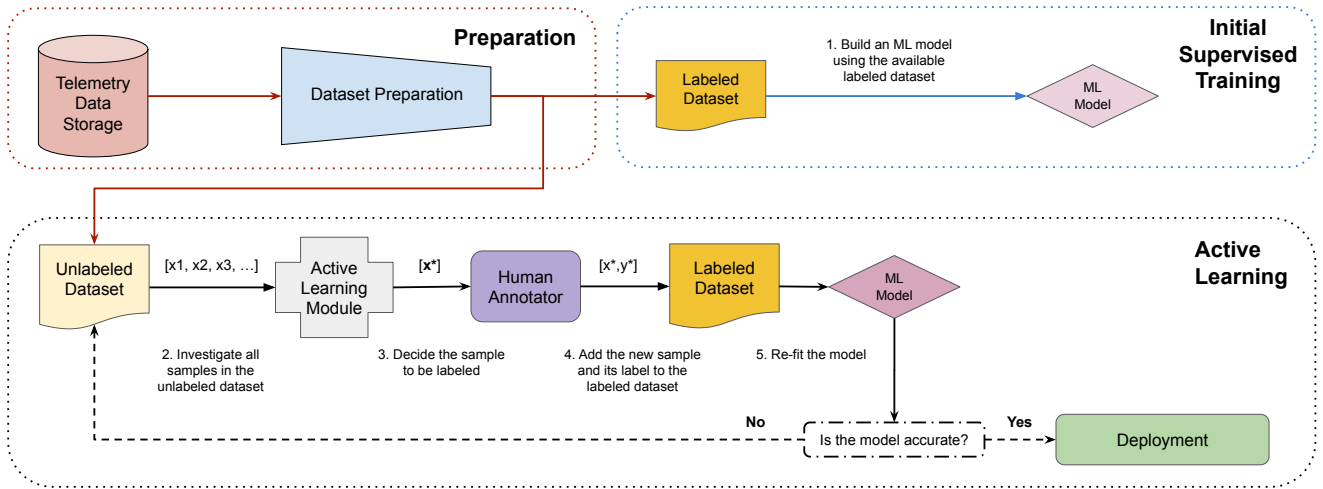 Preparation
Telemetry
Data
Storage
Dataset Preparation
Initial
Supervised
Training
1. Build an ML model
using the available
labeled dataset
Labeled
Dataset
ML
Model
Active
Learning
Unlabeled
Dataset
[x1, x2, x3, …]
Active
Learning
Module
[x*]
Human
Annotator
[x*,y*]
Labeled
Dataset
ML
Model
2. Investigate all
samples in the
unlabeled dataset
3. Decide the sample
to be labeled
4. Add the new sample
and its label to the
labeled dataset
5. Re-fit the model
No
Is the model accurate?
Yes
Deployment